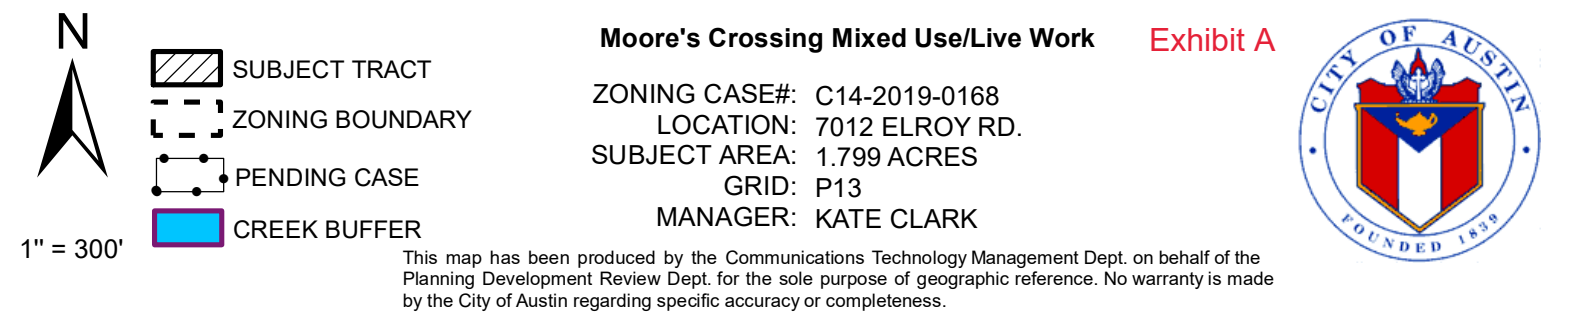 N
1" = 300'
SUBJECT TRACT
ZONING BOUNDARY
PENDING CASE
CREEK BUFFER
Moore's Crossing Mixed Use/Live Work
ZONING CASE#: C14-2019-0168
LOCATION: 7012 ELROY RD.
SUBJECT AREA: 1.799 ACRES
GRID: P13
MANAGER: KATE CLARK
Exhibit A
CITY OF AUSTIN
FOUNDED 1839
This map has been produced by the Communications Technology Management Dept. on behalf of the
Planning Development Review Dept. for the sole purpose of geographic reference. No warranty is made
by the City of Austin regarding specific accuracy or completeness.